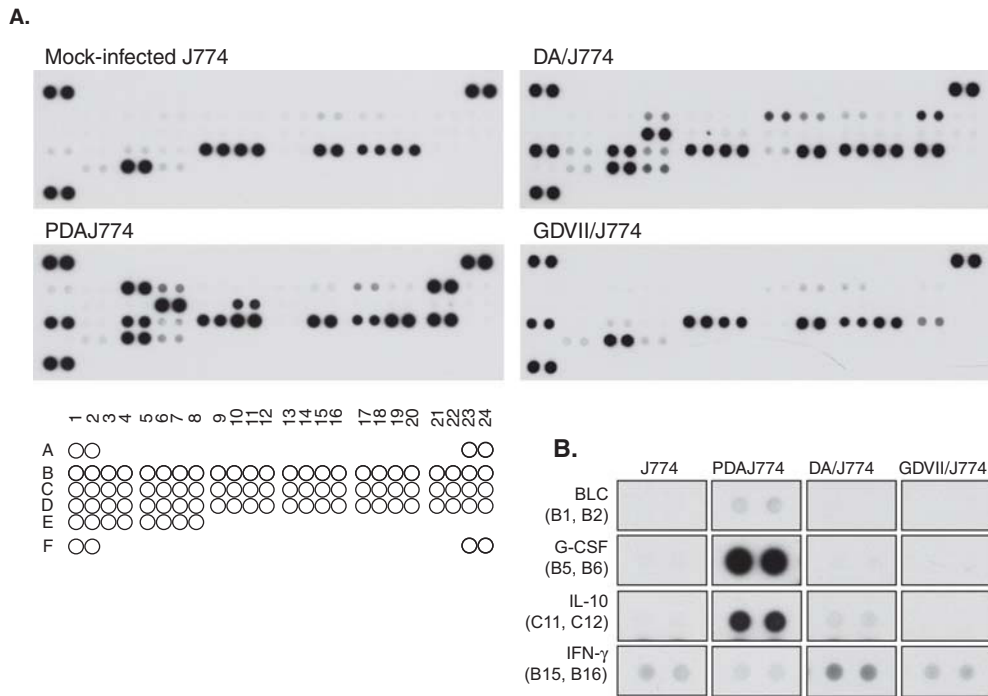 A.
Mock-infected J774
DA/J774
PDAJ774
GDVII/J774
1 2 3 4 5 6 7 8 9 10 11 12 13 14 15 16 17 18 19 20 21 22 23 24
A
B
C
D
E
F
B.
J774 PDAJ774 DA/J774 GDVII/J774
BLC
(B1, B2)
G-CSF
(B5, B6)
IL-10
(C11, C12)
IFN-γ
(B15, B16)